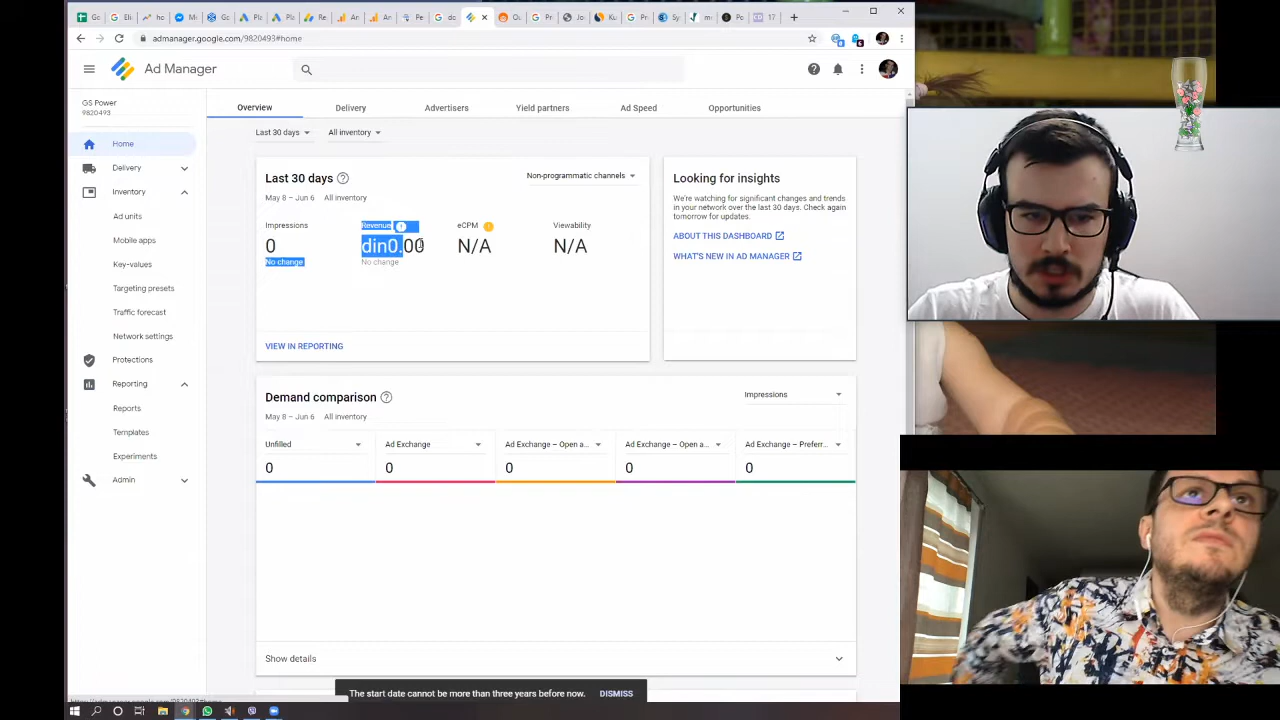 ho
17
admanager.google.com/9820493#home
Ad Manager
GS Power
9820493
Home
Delivery
Inventory
Ad units
Mobile apps
Key-values
Targeting presets
Traffic forecast
Network settings
Protections
Reporting
Reports
Templates
Experiments
Admin
Overview
Delivery
Advertisers
Yield partners
Ad Speed
Opportunities
Last 30 days
All inventory
Last 30 days
Non-programmatic channels
May 8 – Jun 6
All inventory
Impressions
Revenue
eCPM
Viewability
0
din0.00
N/A
N/A
No change
No change
VIEW IN REPORTING
Looking for insights
We're watching for significant changes and trends
in your network over the last 30 days. Check again
tomorrow for updates.
ABOUT THIS DASHBOARD
WHAT'S NEW IN AD MANAGER
Demand comparison
Impressions
May 8 – Jun 6
All inventory
Unfilled
Ad Exchange
Ad Exchange – Open a...
Ad Exchange – Open a...
Ad Exchange – Preferr...
0
0
0
0
0
Show details
The start date cannot be more than three years before now.
DISMISS